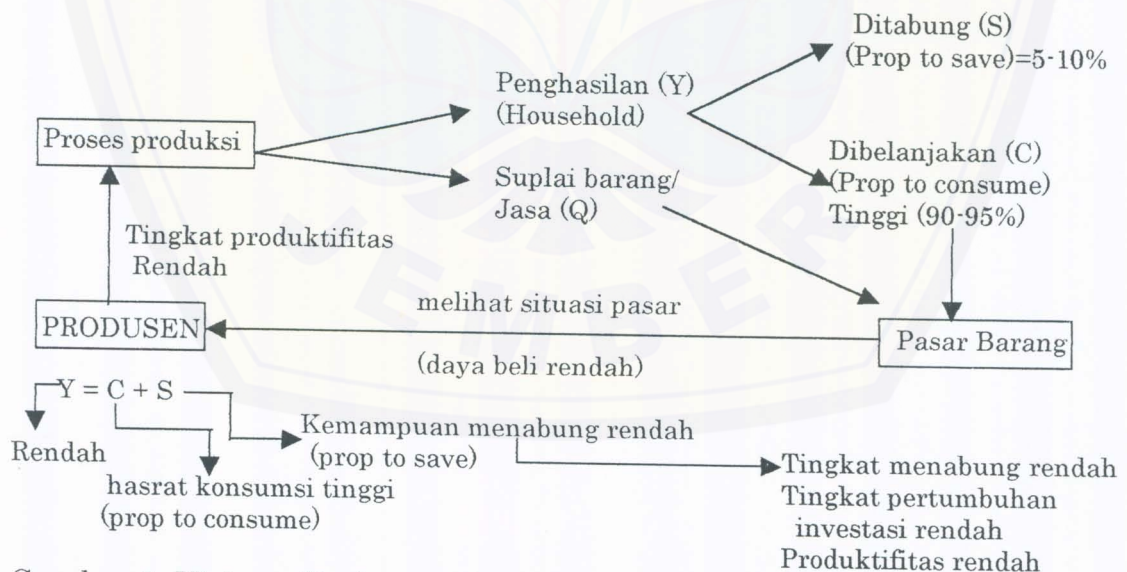 Ditabung (S)
(Prop to save)=5-10%
Penghasilan (Y)
(Household)
Proses produksi
Dibelanjakan (C)
(Prop to consume)
Tinggi (90-95%)
Suplai barang/
Jasa (Q)
Tingkat produktifitas
Rendah
melihat situasi pasar
PRODUSEN
Pasar Barang
(daya beli rendah)
Y = C + S
Rendah
hasrat konsumsi tinggi
(prop to consume)
Kemampuan menabung rendah
(prop to save)
Tingkat menabung rendah
Tingkat pertumbuhan
investasi rendah
Produktifitas rendah
JEMBER